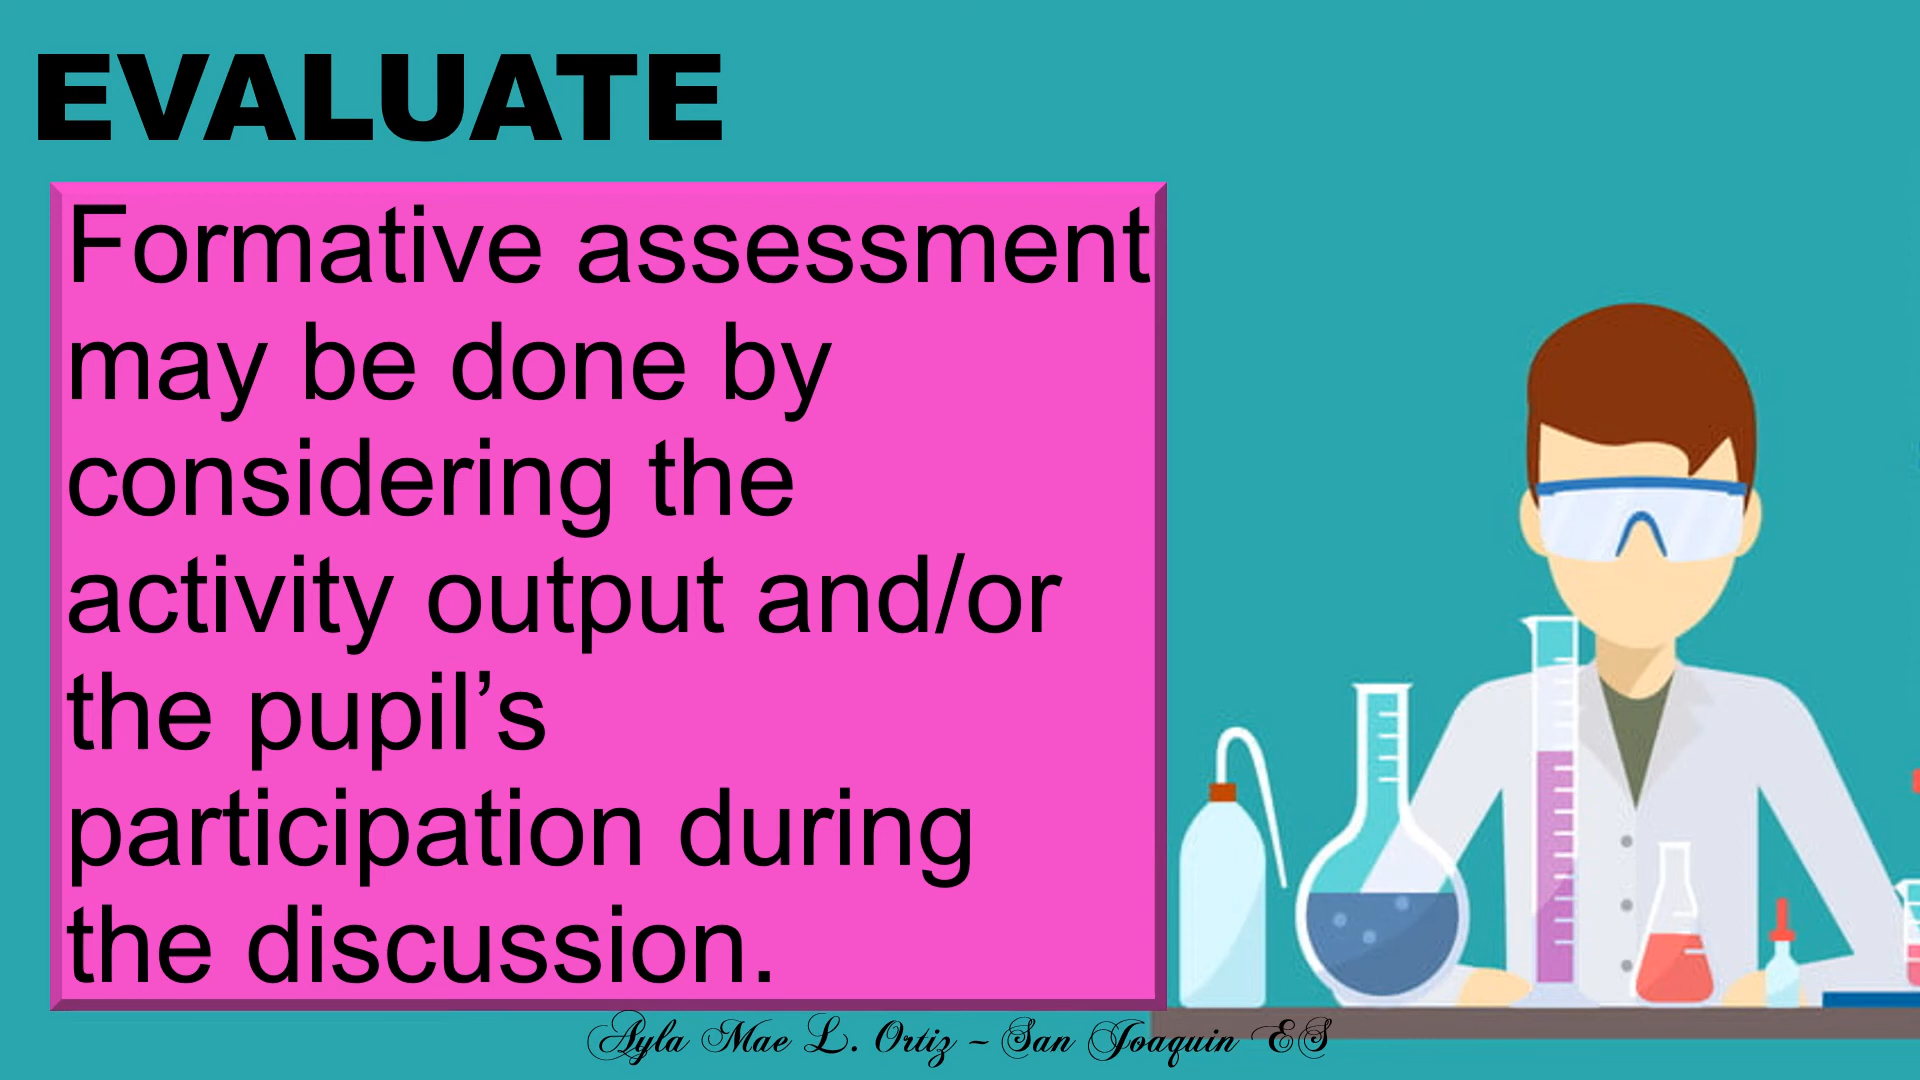 EVALUATE
Formative assessment
may be done by
considering the
activity output and/or
the pupil’s
participation during
the discussion.
Ayla Mae L. Ortiz ~ San Joaquin ES